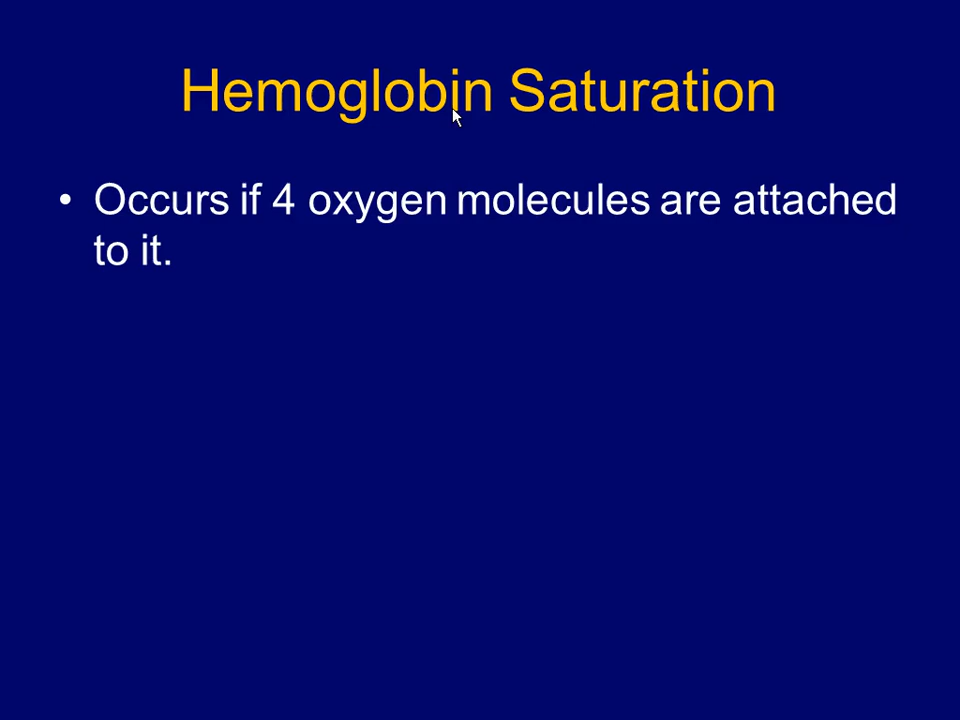 Hemoglobin Saturation
• Occurs if 4 oxygen molecules are attached
to it.